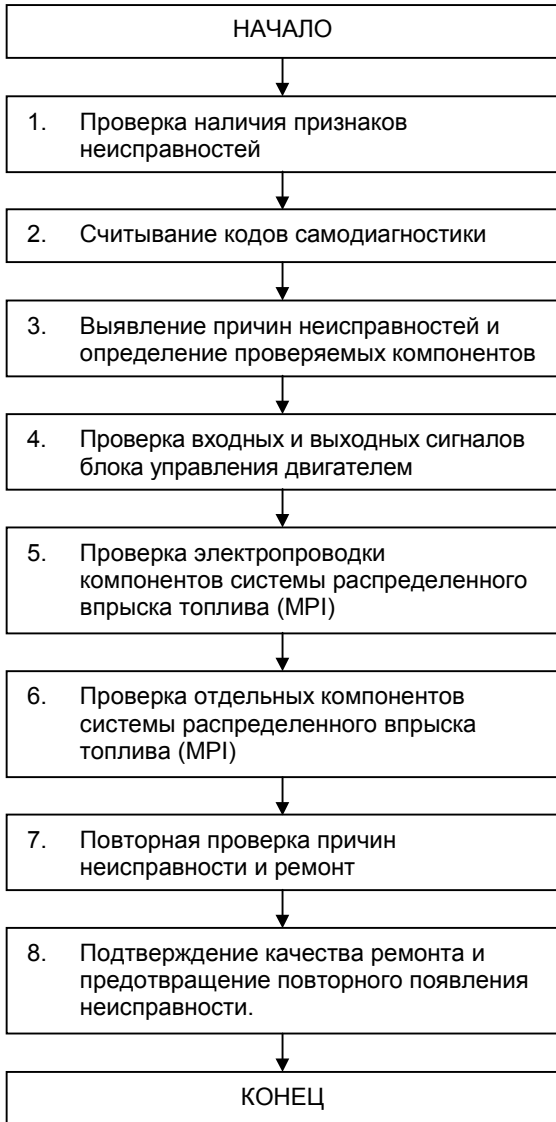 НАЧАЛО
1. Проверка наличия признаков
неисправностей
2. Считывание кодов самодиагностики
3. Выявление причин неисправностей и
определение проверяемых компонентов
4. Проверка входных и выходных сигналов
блока управления двигателем
5. Проверка электропроводки
компонентов системы распределенного
впрыска топлива (MPI)
6. Проверка отдельных компонентов
системы распределенного впрыска
топлива (MPI)
7. Повторная проверка причин
неисправности и ремонт
8. Подтверждение качества ремонта и
предотвращение повторного появления
неисправности.
КОНЕЦ